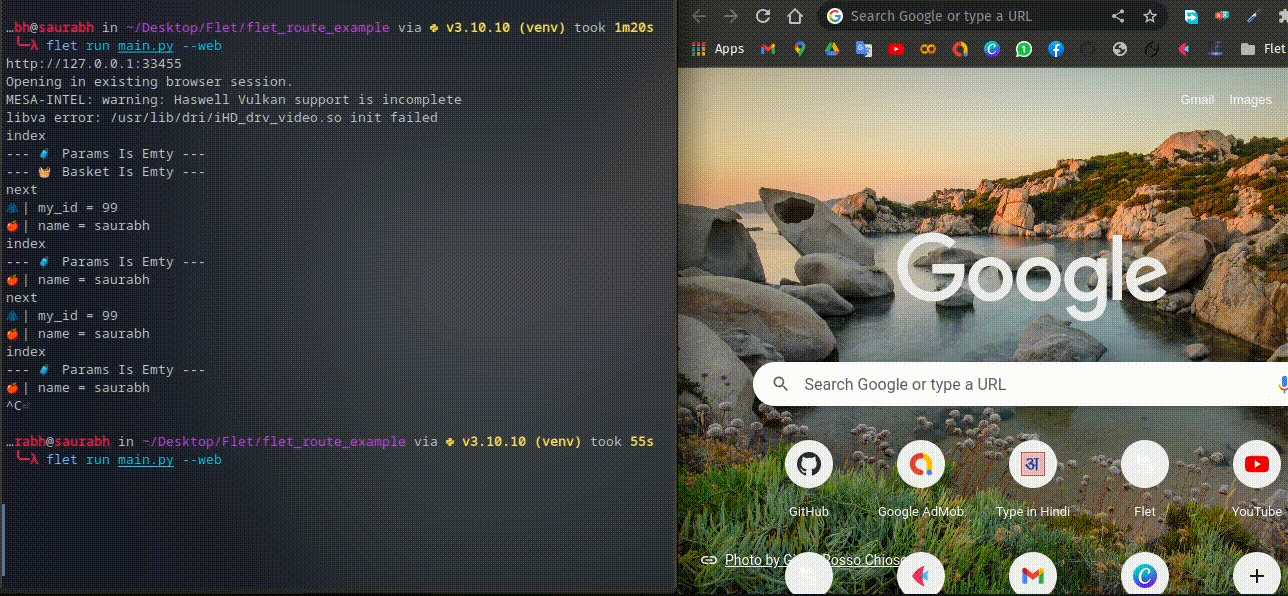 …bh@saurabh in ~/Desktop/Flet/flet_route_example via v3.10.10 (venv) took 1m20s
λ flet run main.py --web
http://127.0.0.1:33455
Opening in existing browser session.
MESA-INTEL: warning: Haswell Vulkan support is incomplete
libva error: /usr/lib/dri/iHD_drv_video.so init failed
index
--- 🧳 Params Is Emty ---
--- 🧺 Basket Is Emty ---
next
| my_id = 99
🍎| name = saurabh
index
--- 🧳 Params Is Emty ---
🍎| name = saurabh
next
| my_id = 99
🍎| name = saurabh
index
--- 🧳 Params Is Emty ---
🍎| name = saurabh
^C⏎
…rabh@saurabh in ~/Desktop/Flet/flet_route_example via v3.10.10 (venv) took 55s
λ flet run main.py --web
Search Google or type a URL
Apps
Flet
Gmail Images
Google
Search Google or type a URL
GitHub Google AdMob Type in Hindi Flet YouTube
अ
Photo by G Rosso Chios